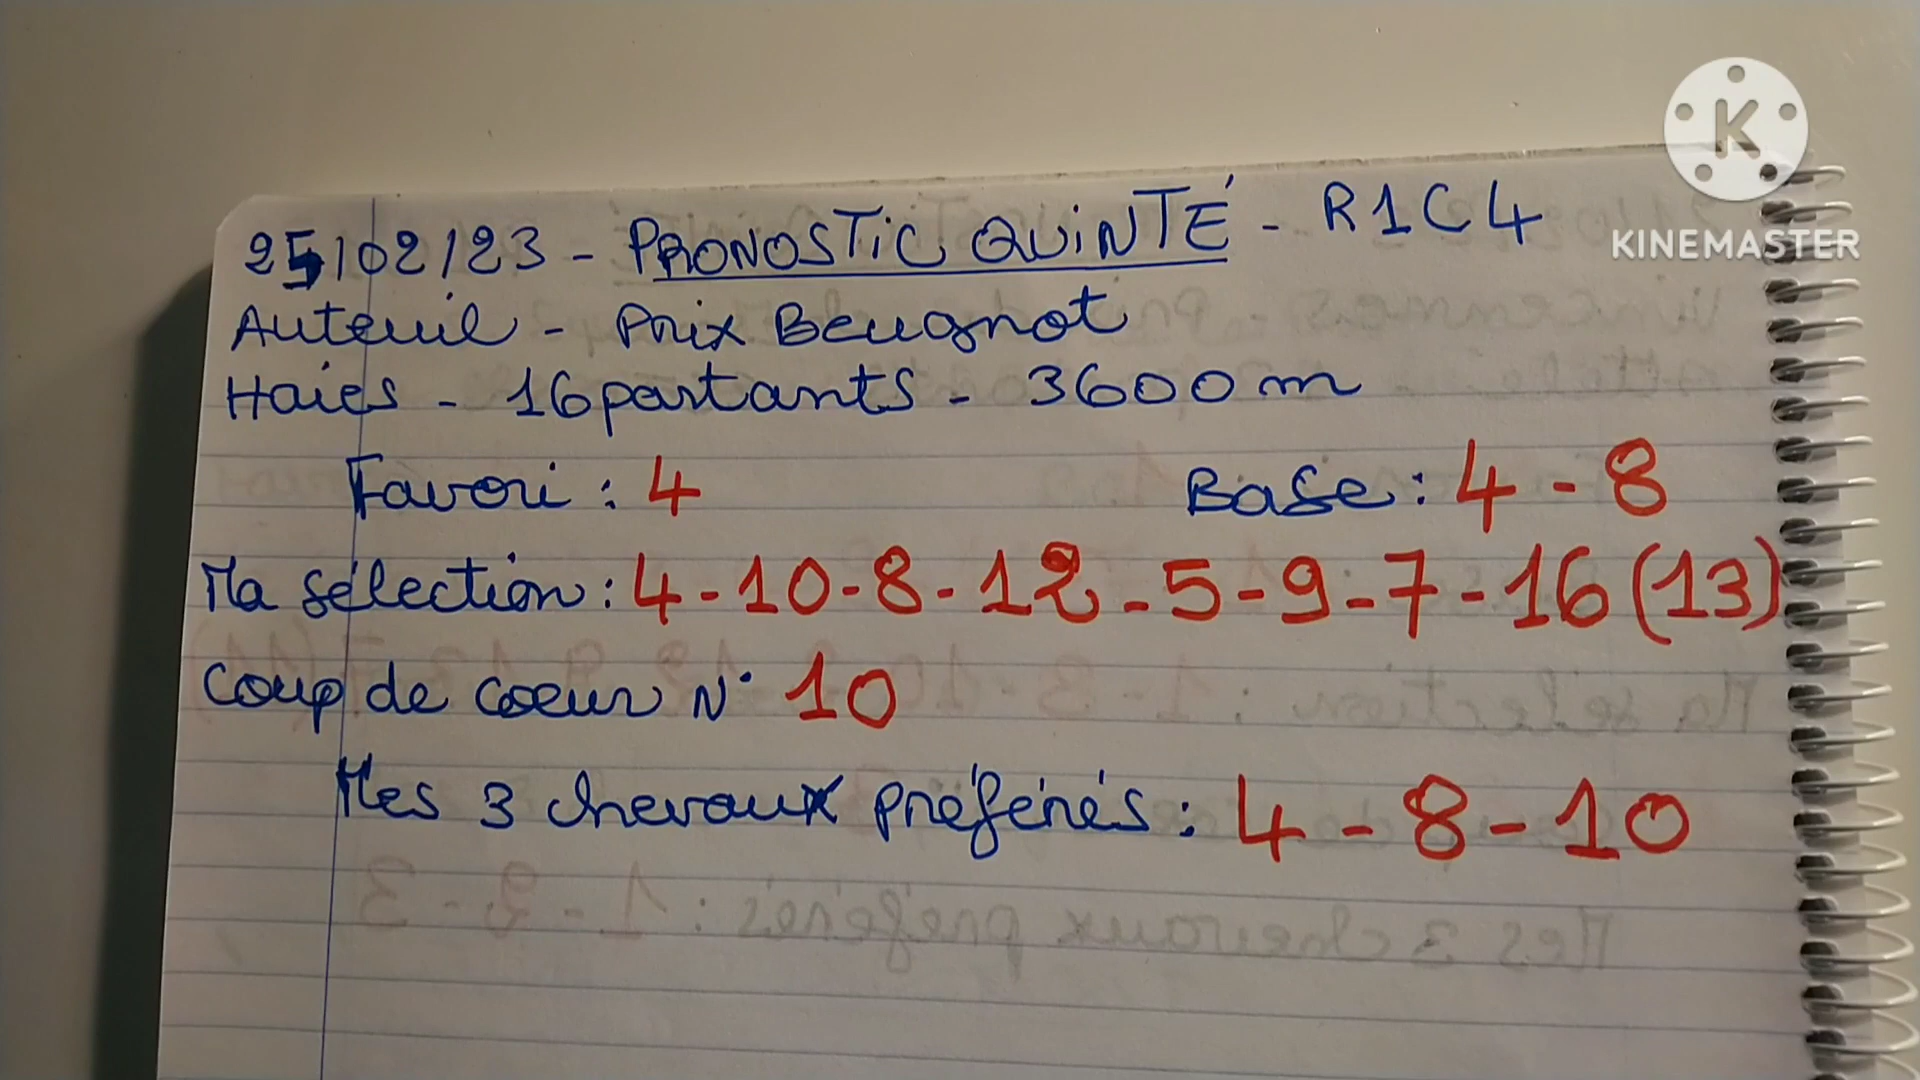 25/02/23 - PRONOSTiC QUiNTÉ - R1C4
Auteuil - Prix Beugnot
Haies - 16 partants - 3600 m
Favori : 4 Base : 4 - 8
Ma sélection : 4 - 10 - 8 - 12 - 5 - 9 - 7 - 16 (13)
Coup de coeur N° 10
Mes 3 chevaux préférés : 4 - 8 - 10
K
KINEMASTER